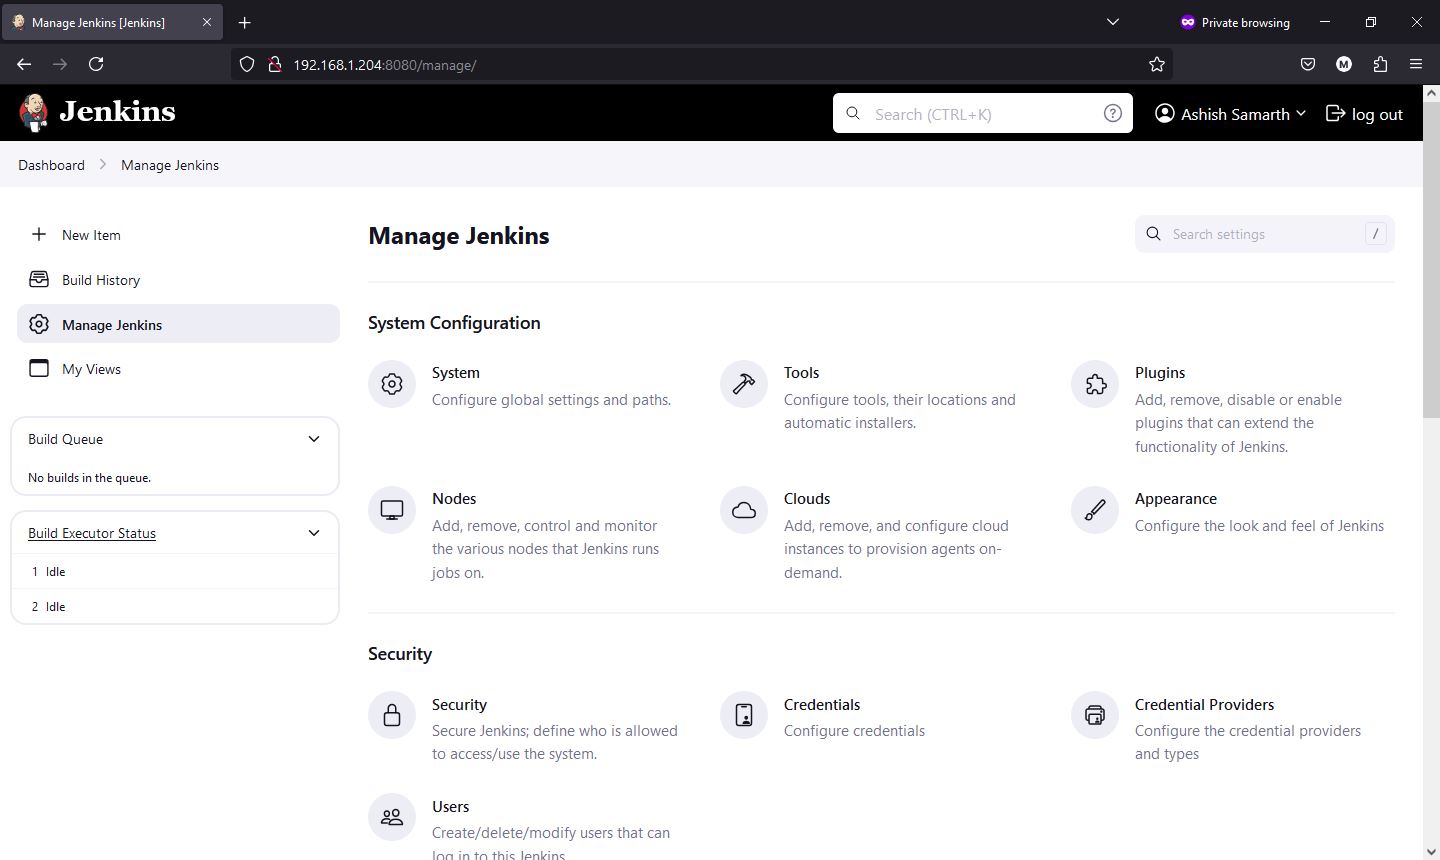 Manage Jenkins [Jenkins]
Private browsing
192.168.1.204:8080/manage/
M
Jenkins
Search (CTRL+K)
?
Ashish Samarth
log out
Dashboard
Manage Jenkins
New Item
Build History
Manage Jenkins
My Views
Build Queue
No builds in the queue.
Build Executor Status
1 Idle
2 Idle
Manage Jenkins
Search settings
/
System Configuration
System
Configure global settings and paths.
Tools
Configure tools, their locations and
automatic installers.
Plugins
Add, remove, disable or enable
plugins that can extend the
functionality of Jenkins.
Nodes
Add, remove, control and monitor
the various nodes that Jenkins runs
jobs on.
Clouds
Add, remove, and configure cloud
instances to provision agents on-
demand.
Appearance
Configure the look and feel of Jenkins
Security
Security
Secure Jenkins; define who is allowed
to access/use the system.
Credentials
Configure credentials
Credential Providers
Configure the credential providers
and types
Users
Create/delete/modify users that can
log in to this Jenkins